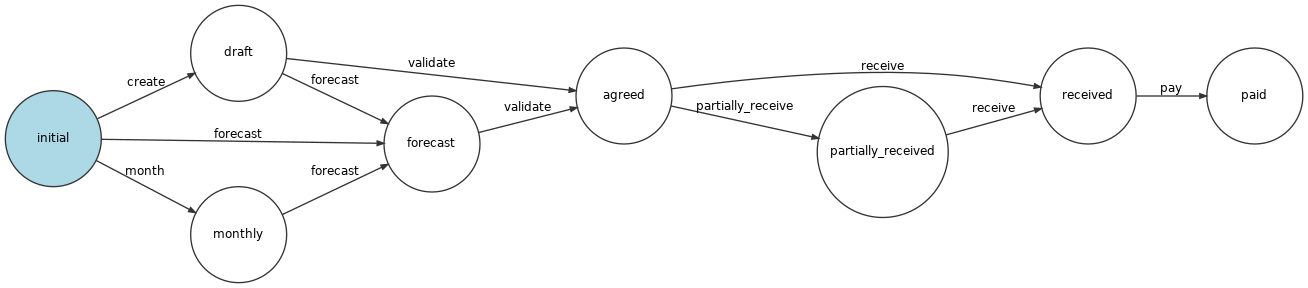 draft
validate
create
forecast
receive
pay
initial
forecast
forecast
validate
agreed
partially_receive
receive
received
paid
month
forecast
partially_received
monthly